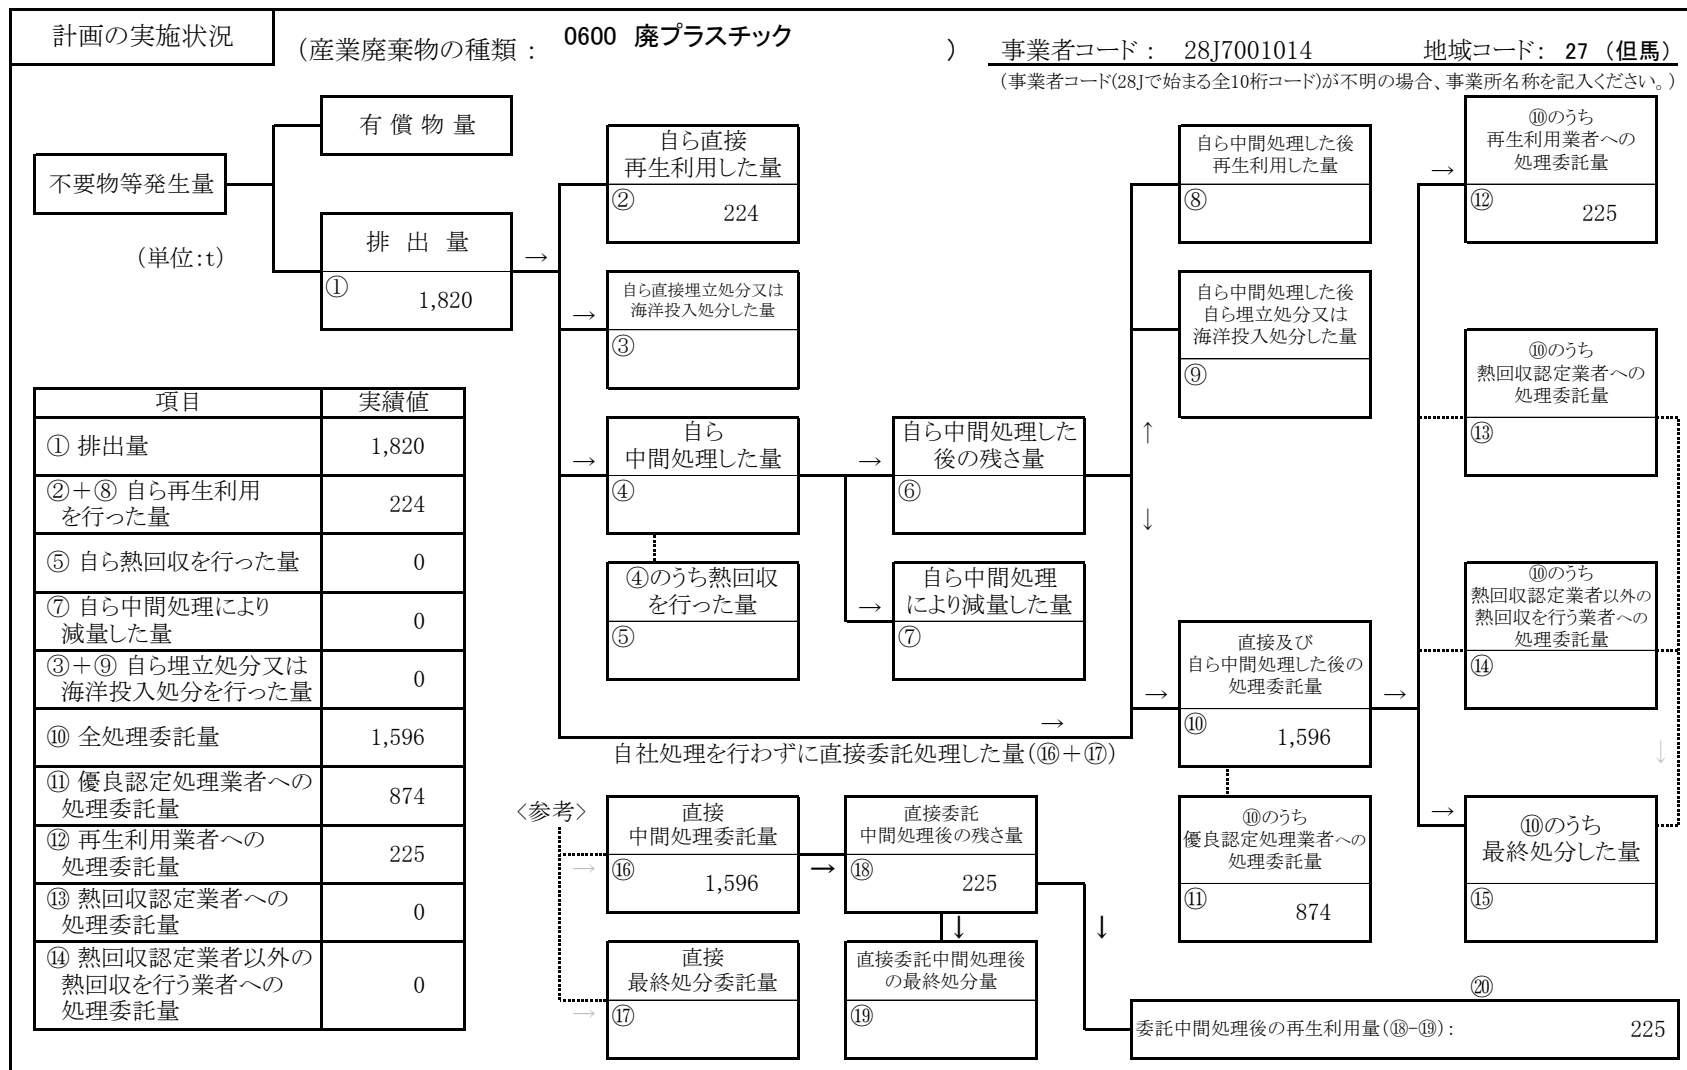 計画の実施状況
(産業廃棄物の種類： 0600 廃プラスチック )
事業者コード： 28J7001014 地域コード： 27 (但馬)
(事業者コード(28Jで始まる全10桁コード)が不明の場合、事業所名称を記入ください。)
不要物等発生量
(単位:t)
有償物量
排出量
→
① 1,820
自ら直接
再生利用した量
② 224
→
自ら直接埋立処分又は
海洋投入処分した量
③
→
自ら
中間処理した量
④
④のうち熱回収
を行った量
⑤
→
自ら中間処理した
後の残さ量
⑥
→
自ら中間処理
により減量した量
⑦
自ら中間処理した後
再生利用した量
⑧
自ら中間処理した後
自ら埋立処分又は
海洋投入処分した量
⑨
↑
↓
→
直接及び
自ら中間処理した後の
処理委託量
⑩ 1,596
→
⑩のうち
優良認定処理業者への
処理委託量
⑪ 874
→
⑩のうち
再生利用業者への
処理委託量
⑫ 225
⑩のうち
熱回収認定業者への
処理委託量
⑬
⑩のうち
熱回収認定業者以外の
熱回収を行う業者への
処理委託量
⑭
↓
→
⑩のうち
最終処分した量
⑮
→
自社処理を行わずに直接委託処理した量(⑯＋⑰)
〈参考〉
→
直接
中間処理委託量
⑯ 1,596
→
直接
最終処分委託量
⑰
→
直接委託
中間処理後の残さ量
⑱ 225
↓
直接委託中間処理後
の最終処分量
⑲
↓
⑳
委託中間処理後の再生利用量(⑱-⑲)： 225
項目 実績値
① 排出量 1,820
②＋⑧ 自ら再生利用
を行った量 224
⑤ 自ら熱回収を行った量 0
⑦ 自ら中間処理により
減量した量 0
③＋⑨ 自ら埋立処分又は
海洋投入処分を行った量 0
⑩ 全処理委託量 1,596
⑪ 優良認定処理業者への
処理委託量 874
⑫ 再生利用業者への
処理委託量 225
⑬ 熱回収認定業者への
処理委託量 0
⑭ 熱回収認定業者以外の
熱回収を行う業者への
処理委託量 0